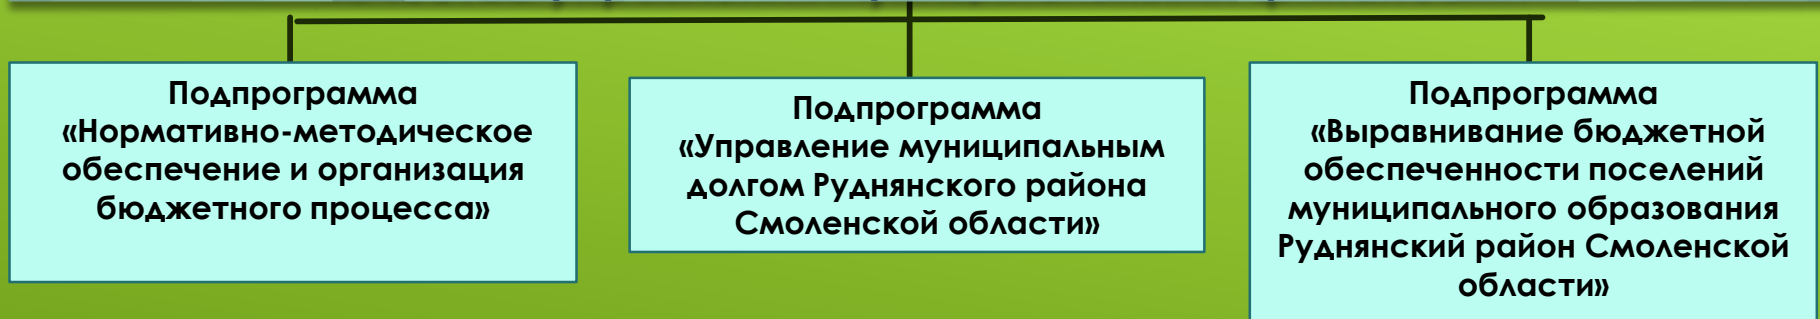 Подпрограмма
«Нормативно-методическое
обеспечение и организация
бюджетного процесса»
Подпрограмма
«Управление муниципальным
долгом Руднянского района
Смоленской области»
Подпрограмма
«Выравнивание бюджетной
обеспеченности поселений
муниципального образования
Руднянский район Смоленской
области»